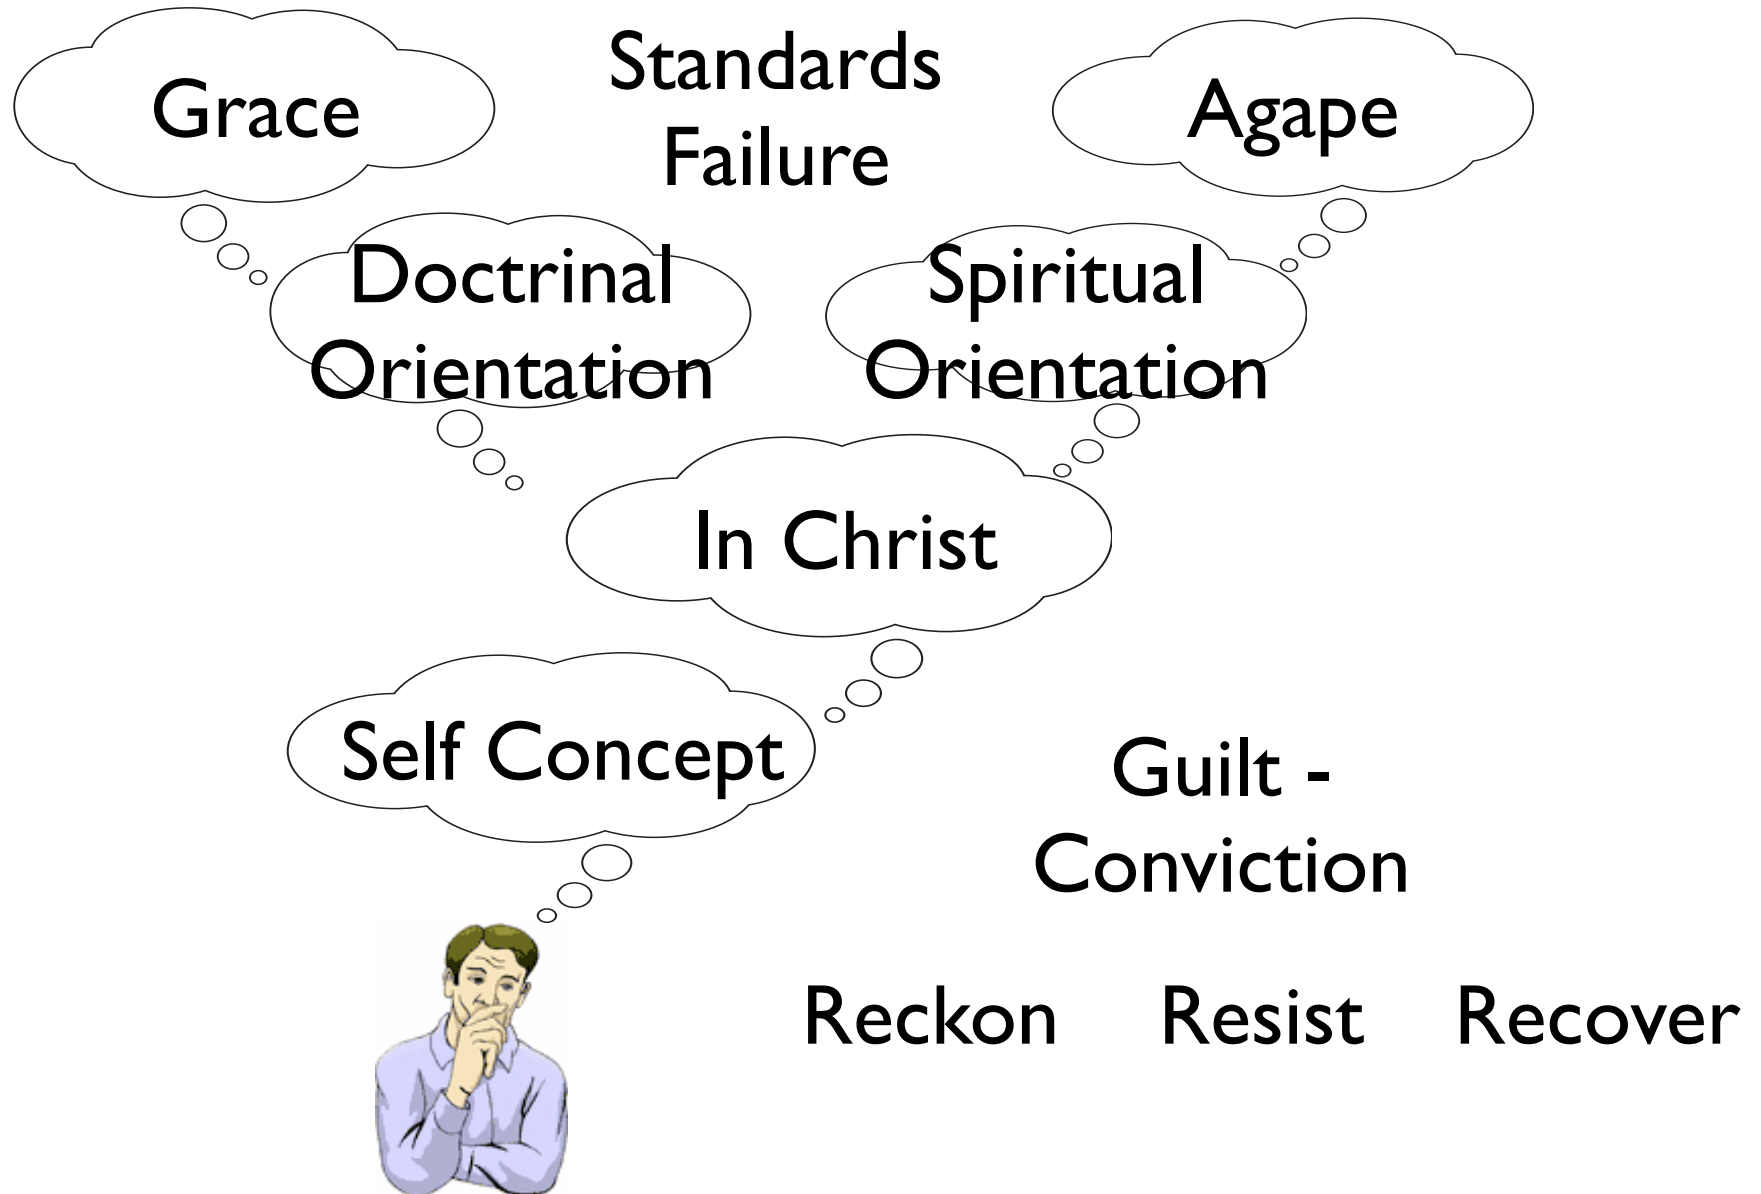 Grace
Standards
Failure
Agape
Doctrinal
Orientation
Spiritual
Orientation
In Christ
Self Concept
Guilt -
Conviction
Reckon Resist Recover